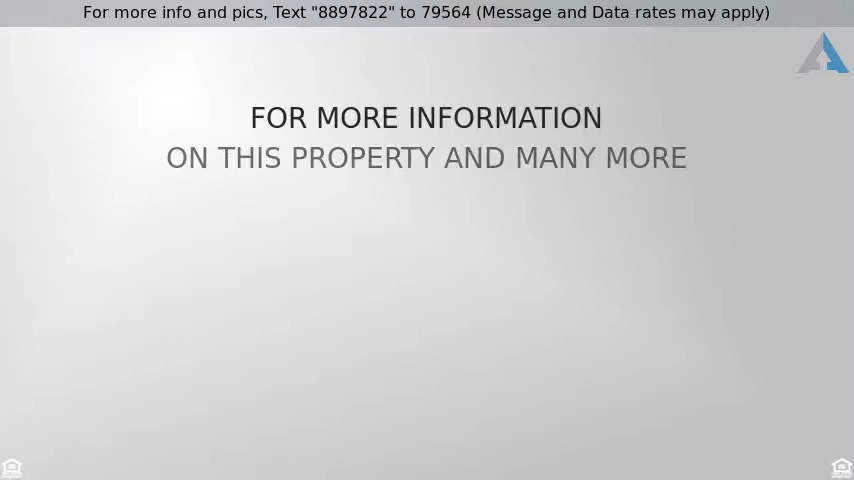 For more info and pics, Text "8897822" to 79564 (Message and Data rates may apply)
FOR MORE INFORMATION
ON THIS PROPERTY AND MANY MORE